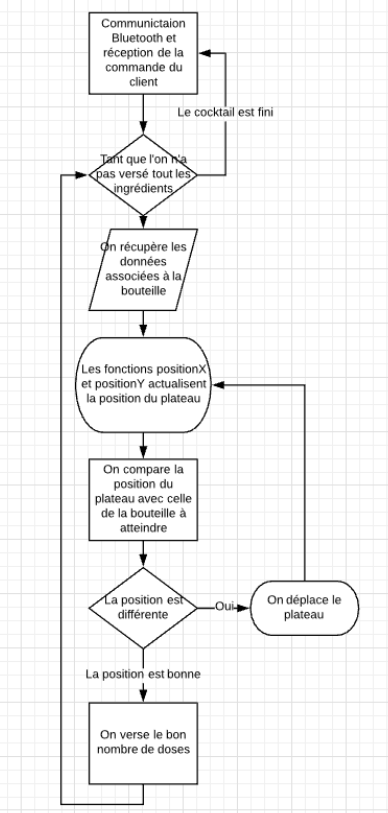 Communictaion
Bluetooth et
réception de la
commande du
client
Le cocktail est fini
Tant que l'on n'a
pas versé tout les
ingrédients
On récupère les
données
associées à la
bouteille
Les fonctions positionX
et positionY actualisent
la position du plateau
On compare la
position du
plateau avec celle
de la bouteille à
atteindre
La position est
différente
Oui
On déplace le
plateau
La position est bonne
On verse le bon
nombre de doses